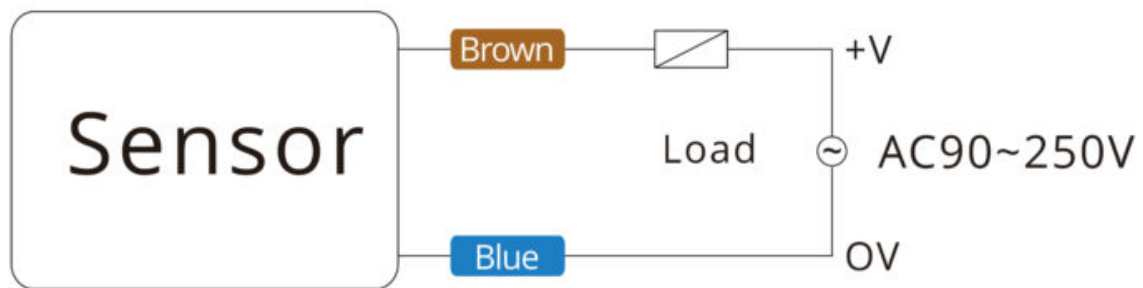 Brown
+V
Sensor
Load
~
AC90~250V
Blue
OV